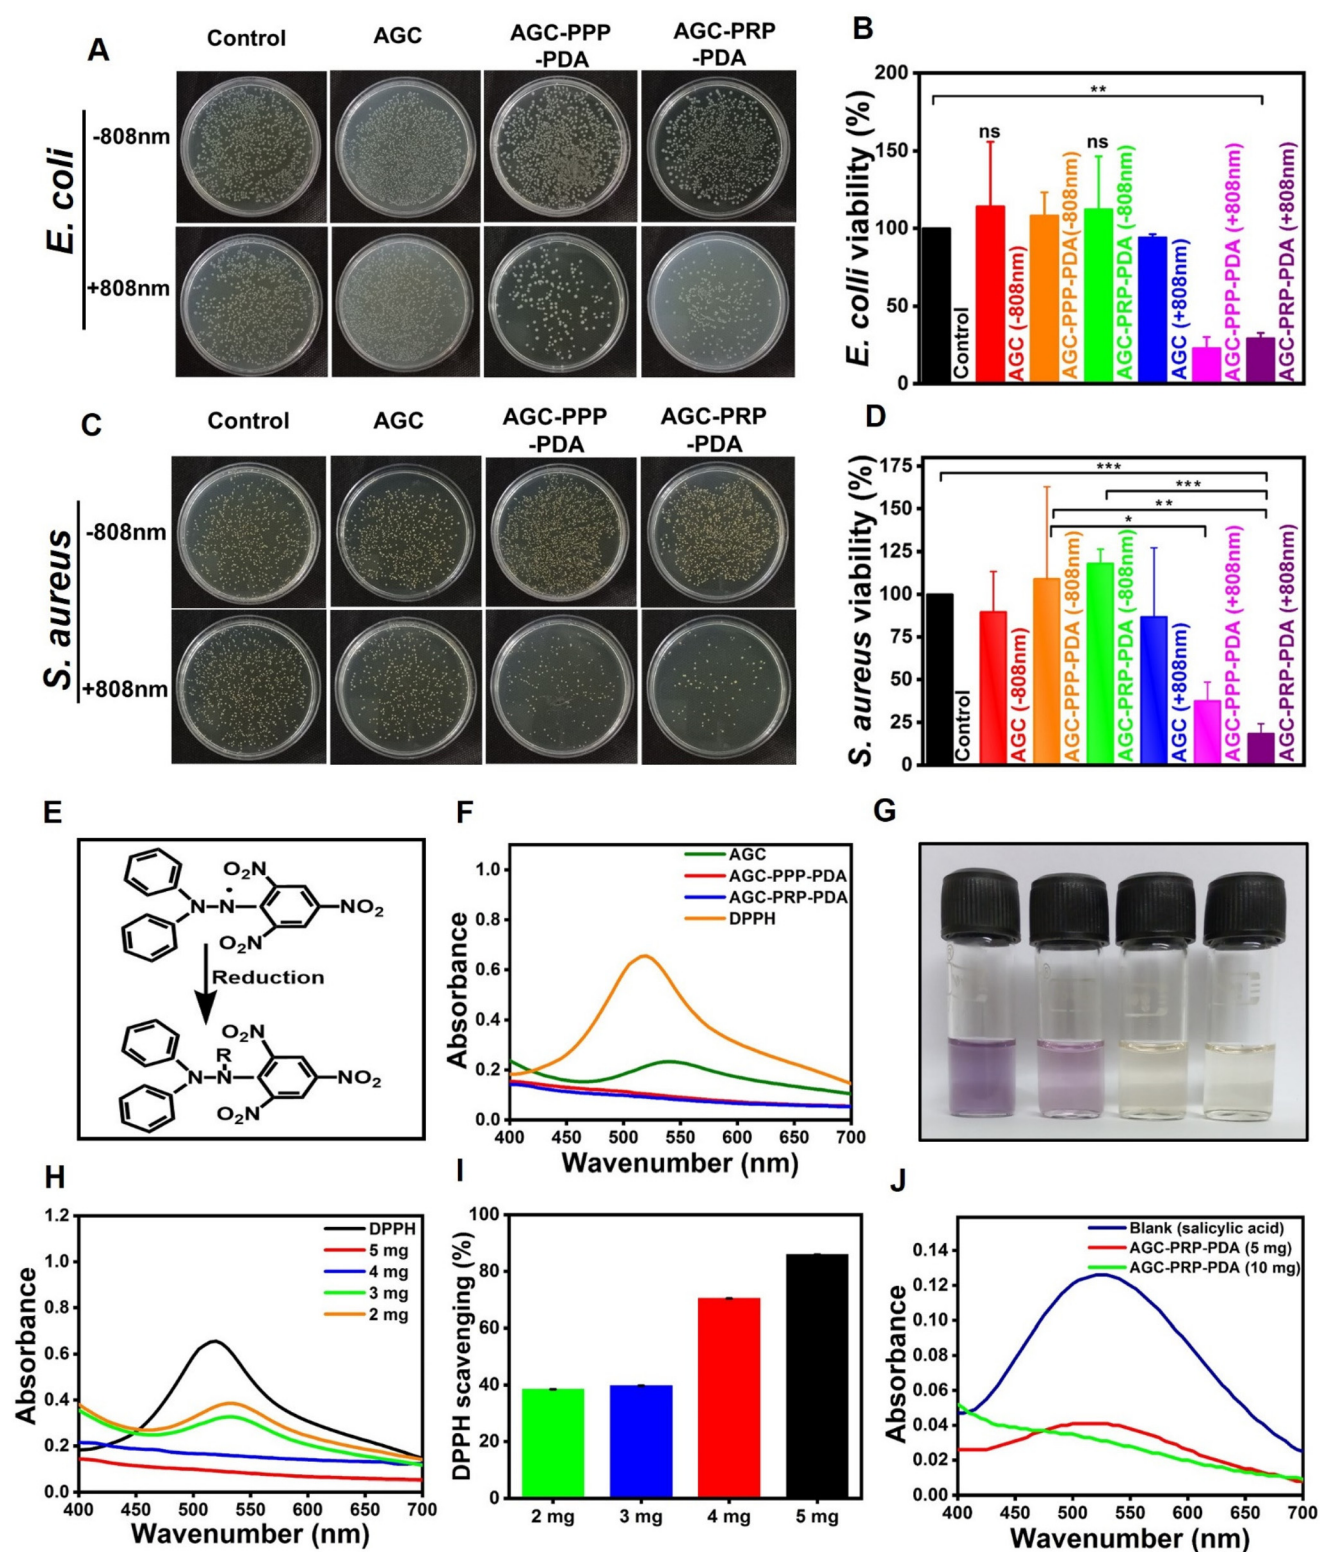 A
Control
AGC
AGC-PPP
-PDA
AGC-PRP
-PDA
E. coli
-808nm
+808nm
B
E. colli viability (%)
200
150
100
50
0
**
ns
ns
Control
AGC (-808nm)
AGC-PPP-PDA(-808nm)
AGC-PRP-PDA (-808nm)
AGC (+808nm)
AGC-PPP-PDA (+808nm)
AGC-PRP-PDA (+808nm)
C
Control
AGC
AGC-PPP
-PDA
AGC-PRP
-PDA
S. aureus
-808nm
+808nm
D
S. aureus viability (%)
175
150
125
100
75
50
25
0
***
***
**
*
Control
AGC (-808nm)
AGC-PPP-PDA (-808nm)
AGC-PRP-PDA (-808nm)
AGC (+808nm)
AGC-PPP-PDA (+808nm)
AGC-PRP-PDA (+808nm)
E
O₂N
N
N
NO₂
O₂N
Reduction
O₂N
R
N
N
NO₂
O₂N
F
Absorbance
1.0
0.8
0.6
0.4
0.2
0.0
AGC
AGC-PPP-PDA
AGC-PRP-PDA
DPPH
400 450 500 550 600 650 700
Wavenumber (nm)
G
H
Absorbance
1.2
1.0
0.8
0.6
0.4
0.2
0.0
DPPH
5 mg
4 mg
3 mg
2 mg
400 450 500 550 600 650 700
Wavenumber (nm)
I
DPPH scavenging (%)
100
80
60
40
20
0
2 mg 3 mg 4 mg 5 mg
J
Absorbance
0.14
0.12
0.10
0.08
0.06
0.04
0.02
0.00
Blank (salicylic acid)
AGC-PRP-PDA (5 mg)
AGC-PRP-PDA (10 mg)
400 450 500 550 600 650 700
Wavenumber (nm)